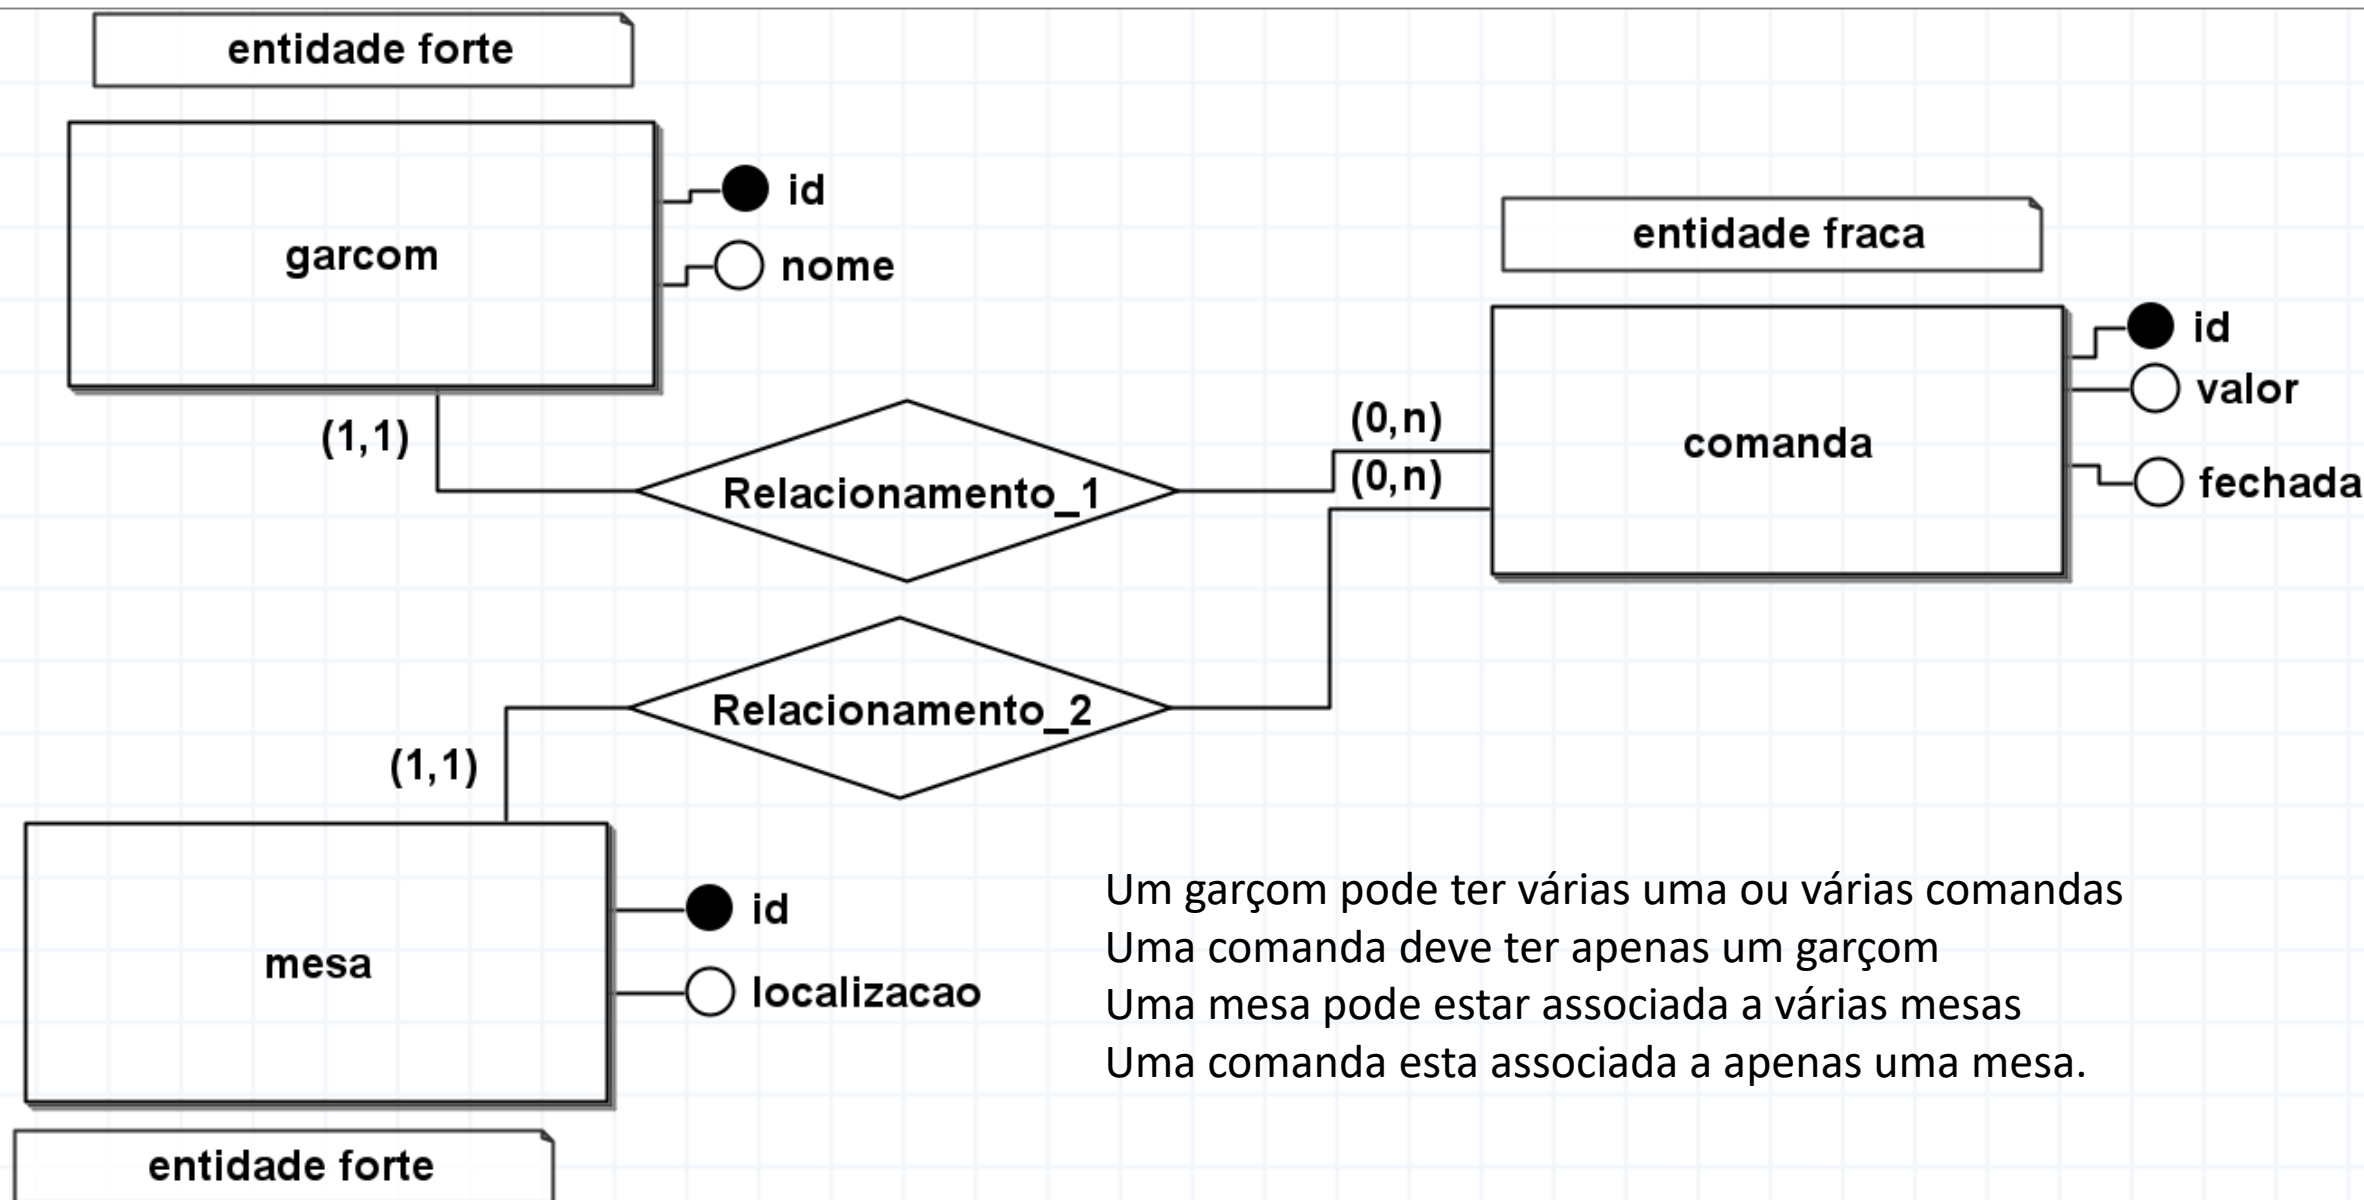 entidade forte
garcom
id
nome
entidade fraca
comanda
id
valor
fechada
(1,1)
Relacionamento_1
(0,n)
(0,n)
Relacionamento_2
(1,1)
mesa
id
localizacao
entidade forte
Um garçom pode ter várias uma ou várias comandas
Uma comanda deve ter apenas um garçom
Uma mesa pode estar associada a várias mesas
Uma comanda esta associada a apenas uma mesa.